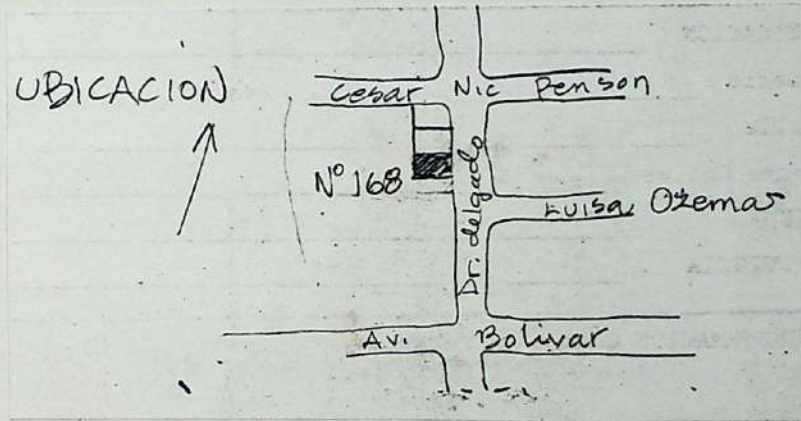 UBICACION
Cesar Nic Penson
Nº 168
Dr. delgado
Luisa Ozema
Av. Bolivar